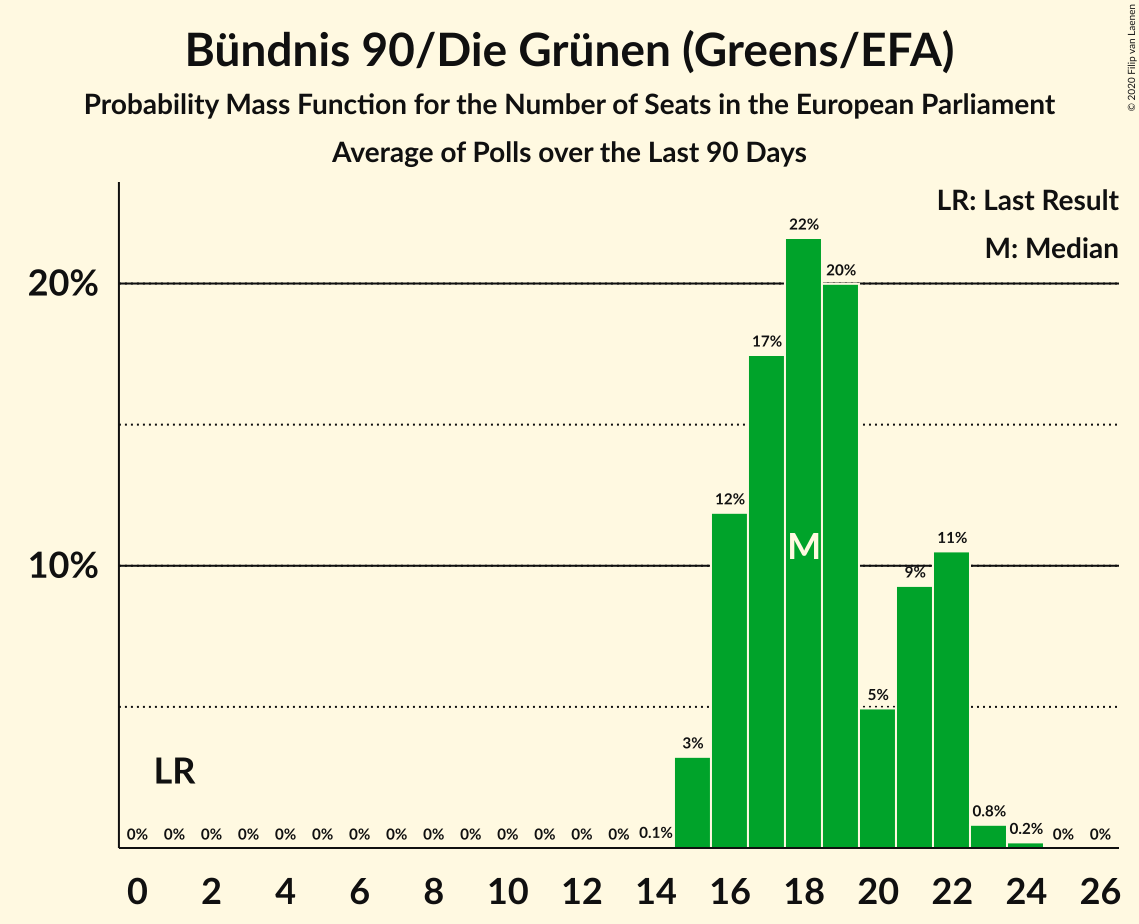 Bündnis 90/Die Grünen (Greens/EFA)
Probability Mass Function for the Number of Seats in the European Parliament
Average of Polls over the Last 90 Days
© 2020 Filip van Laenen
LR: Last Result
M: Median
22%
20%
20%
17%
12%
M
11%
10%
9%
5%
3%
LR
0.8%
0% 0% 0% 0% 0% 0% 0% 0% 0% 0% 0% 0% 0% 0% 0.1% 0.2% 0% 0%
0 2 4 6 8 10 12 14 16 18 20 22 24 26